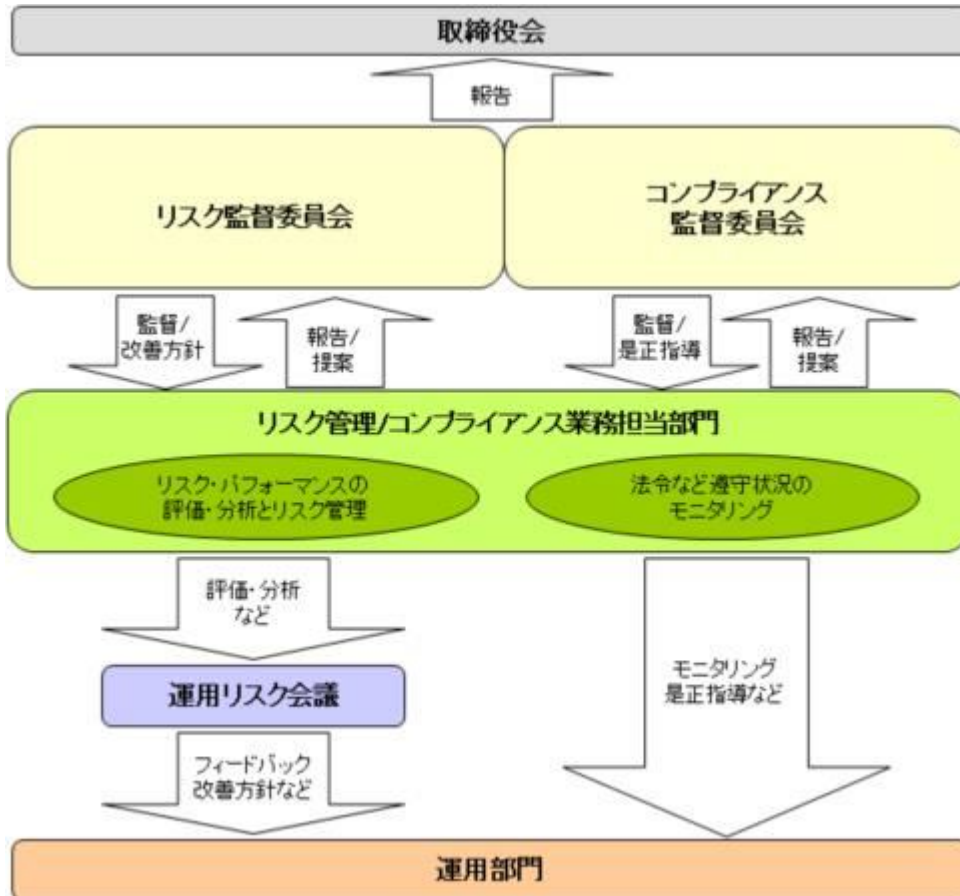 取締役会
報告
リスク監督委員会
コンプライアンス
監督委員会
監督/
改善方針
報告/
提案
監督/
是正指導
報告/
提案
リスク管理/コンプライアンス業務担当部門
リスク・パフォーマンスの
評価・分析とリスク管理
法令など遵守状況の
モニタリング
評価・分析
など
運用リスク会議
モニタリング
是正指導など
フィードバック
改善方針など
運用部門